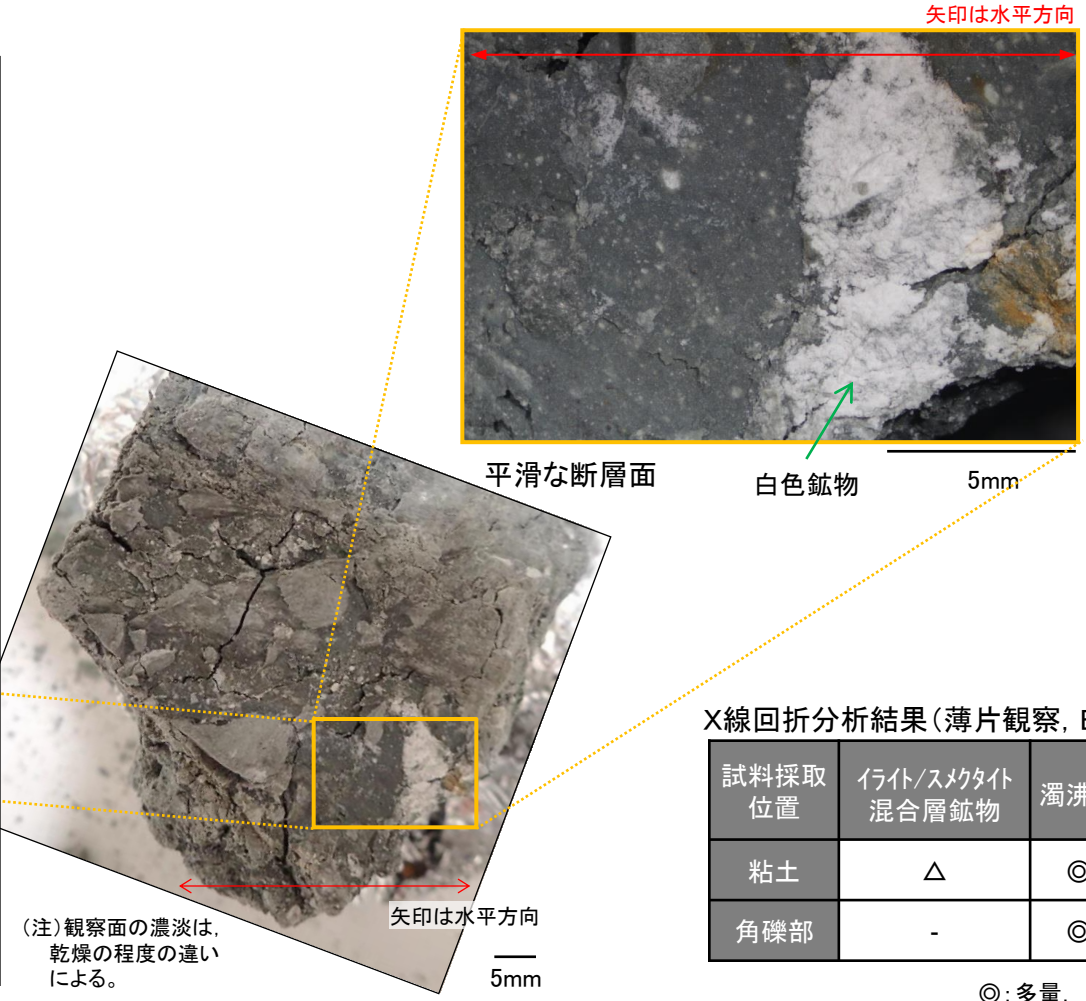 矢印は水平方向
平滑な断層面
白色鉱物
5mm
X線回折分析結果(薄片観察,
試料採取
位置
イライト/スメクタイト
混合層鉱物
濁沸
粘土
△
◎
角礫部
-
◎
◎:多量,
矢印は水平方向
5mm
(注)観察面の濃淡は,
乾燥の程度の違い
による。